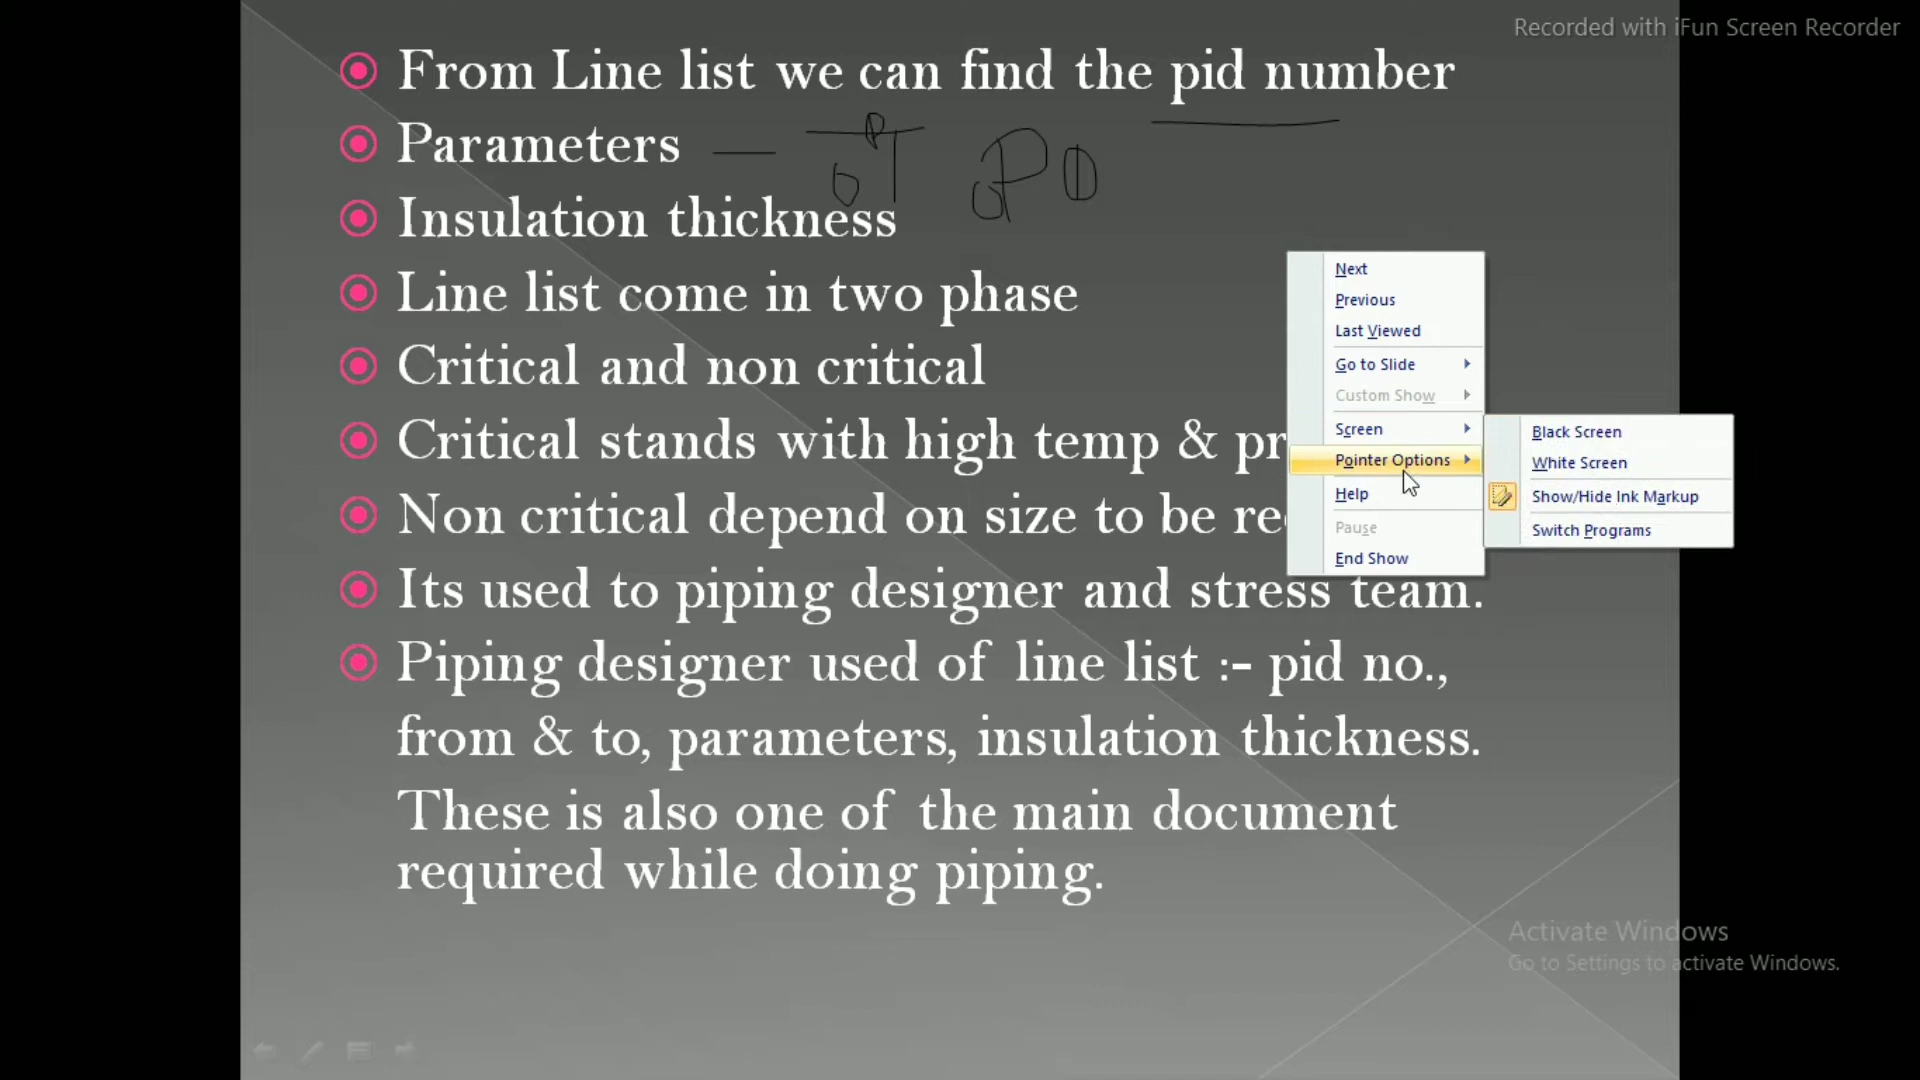 Recorded with iFun Screen Recorder
From Line list we can find the pid number
Parameters
Insulation thickness
Line list come in two phase
Critical and non critical
Critical stands with high temp & pr
Non critical depend on size to be re
Its used to piping designer and stress team.
Piping designer used of line list :- pid no.,
from & to, parameters, insulation thickness.
These is also one of the main document
required while doing piping.
Next
Previous
Last Viewed
Go to Slide
Custom Show
Screen
Pointer Options
Help
Pause
End Show
Black Screen
White Screen
Show/Hide Ink Markup
Switch Programs
Activate Windows
Go to Settings to activate Windows.